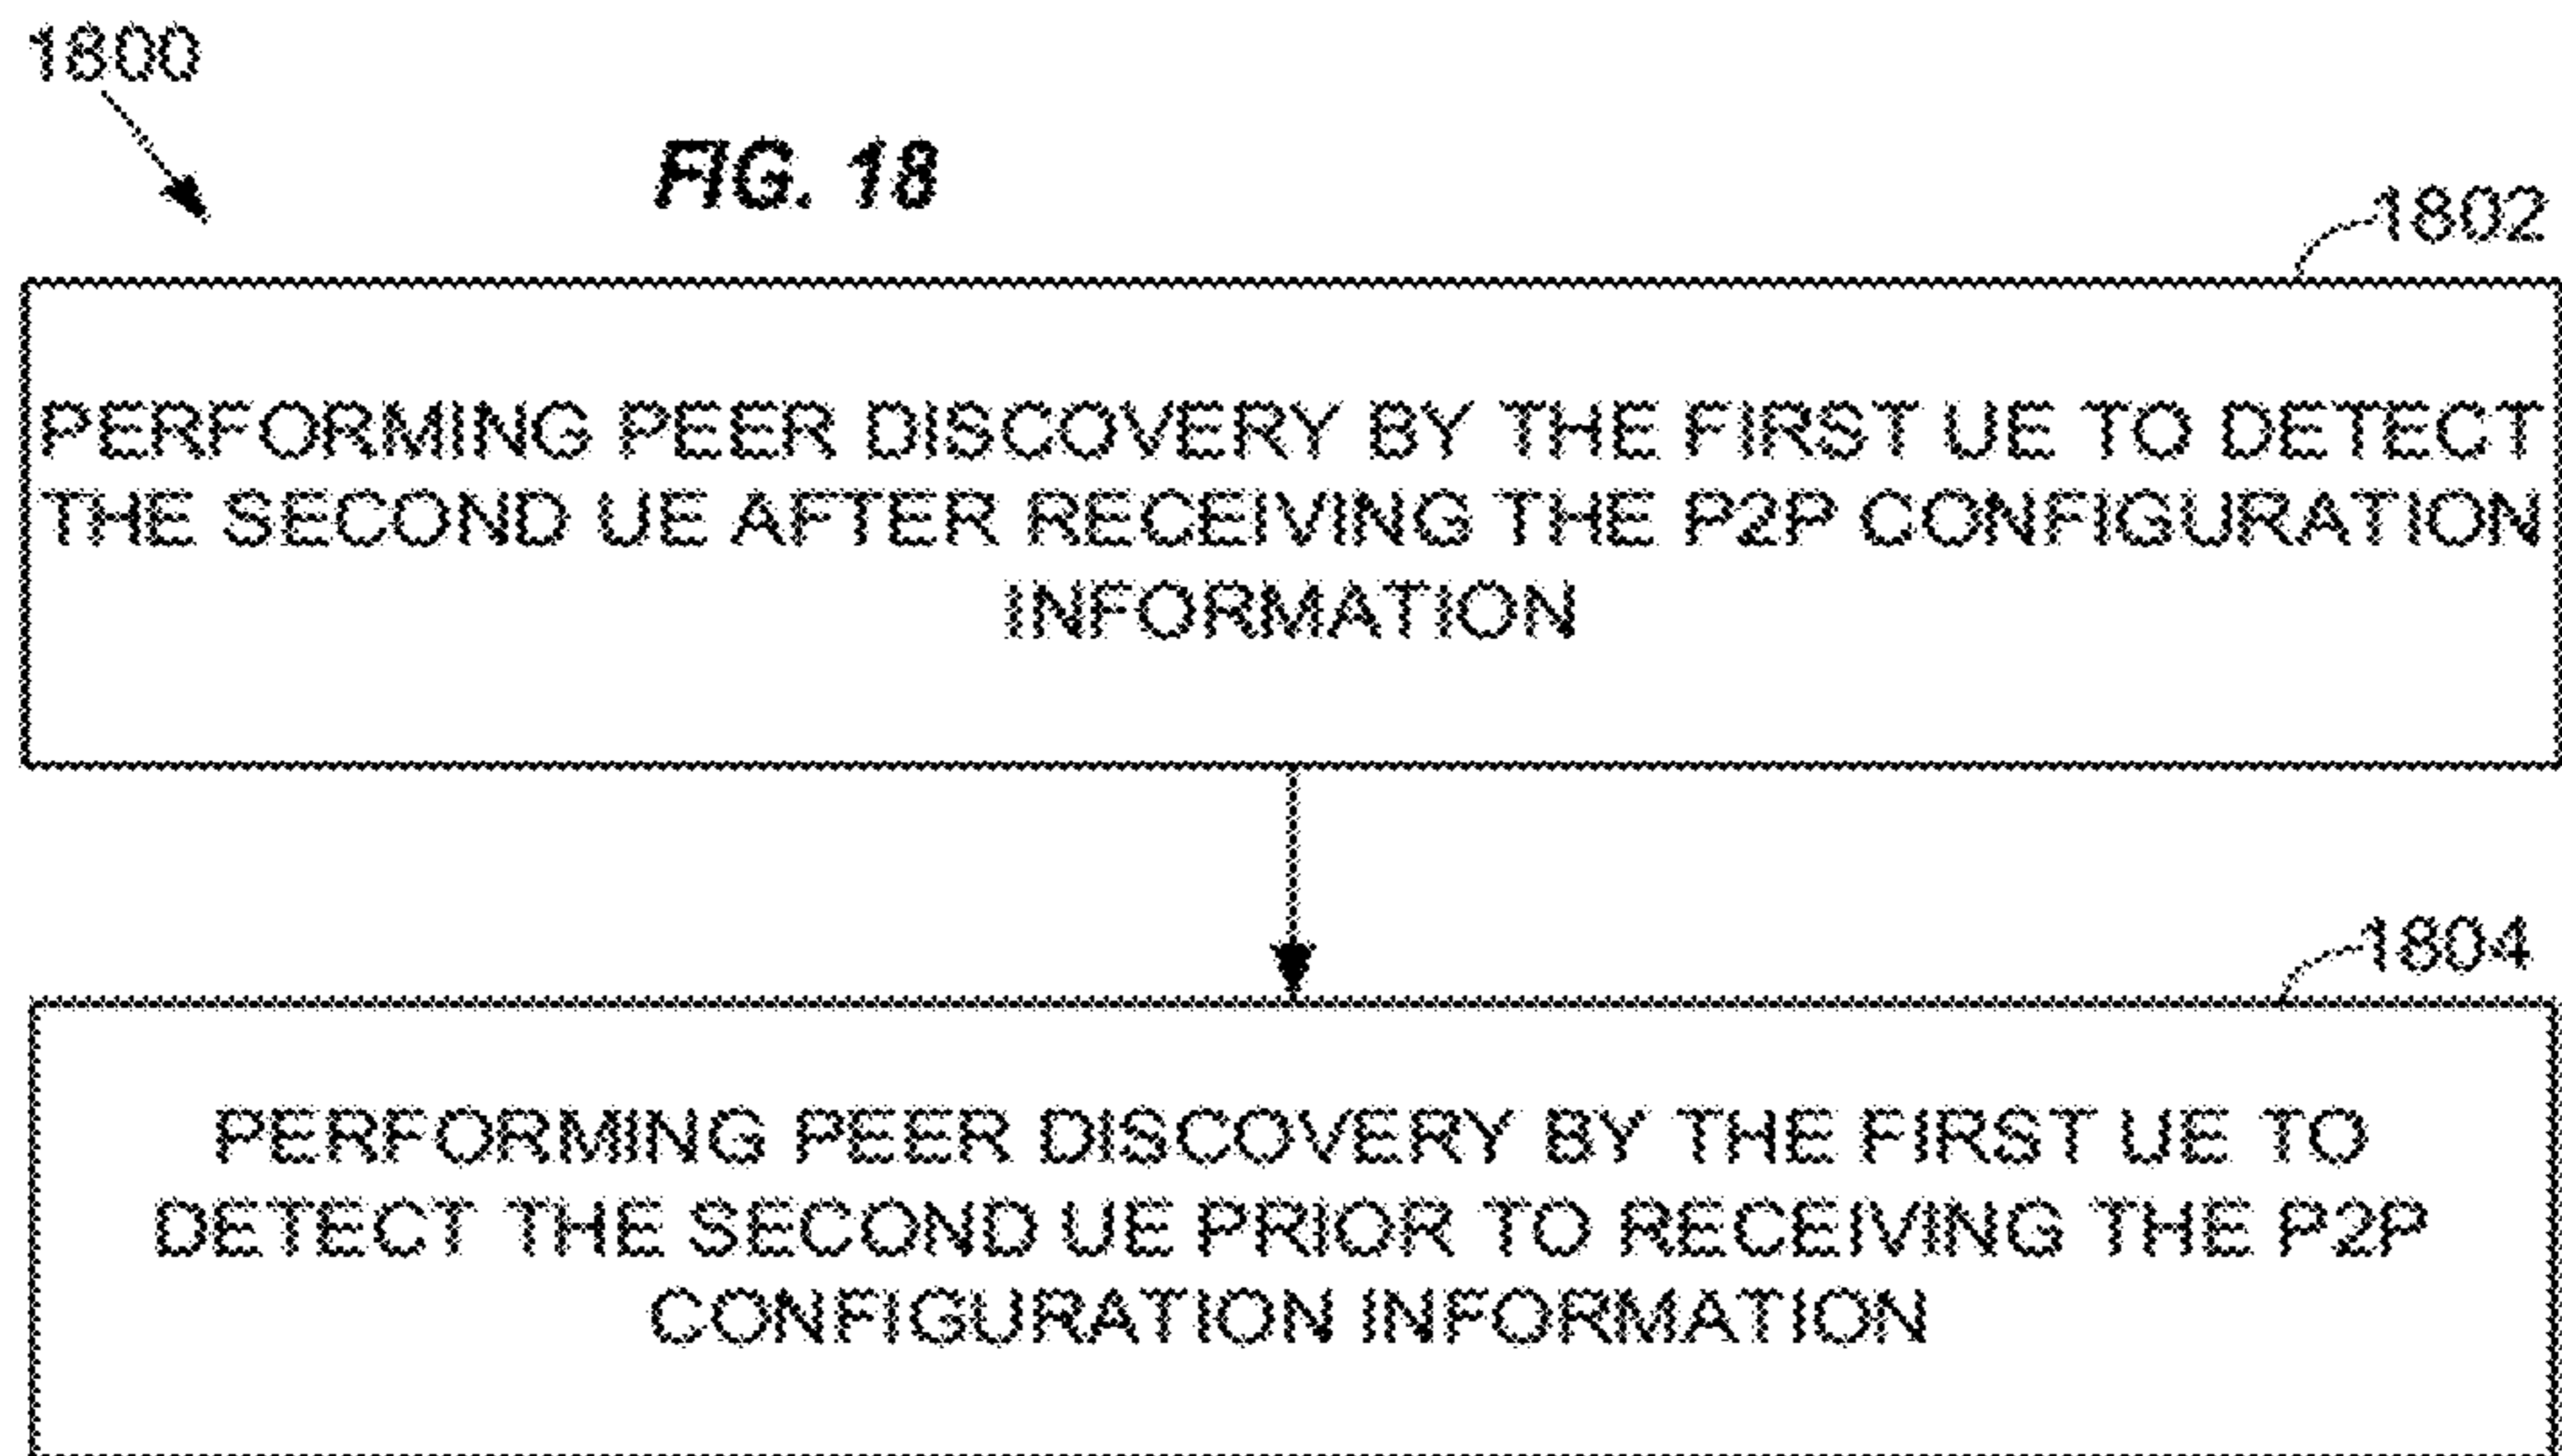 1800
FIG. 18
1802
PERFORMING PEER DISCOVERY BY THE FIRST UE TO DETECT
THE SECOND UE AFTER RECEIVING THE P2P CONFIGURATION
INFORMATION
1804
PERFORMING PEER DISCOVERY BY THE FIRST UE TO
DETECT THE SECOND UE PRIOR TO RECEIVING THE P2P
CONFIGURATION INFORMATION